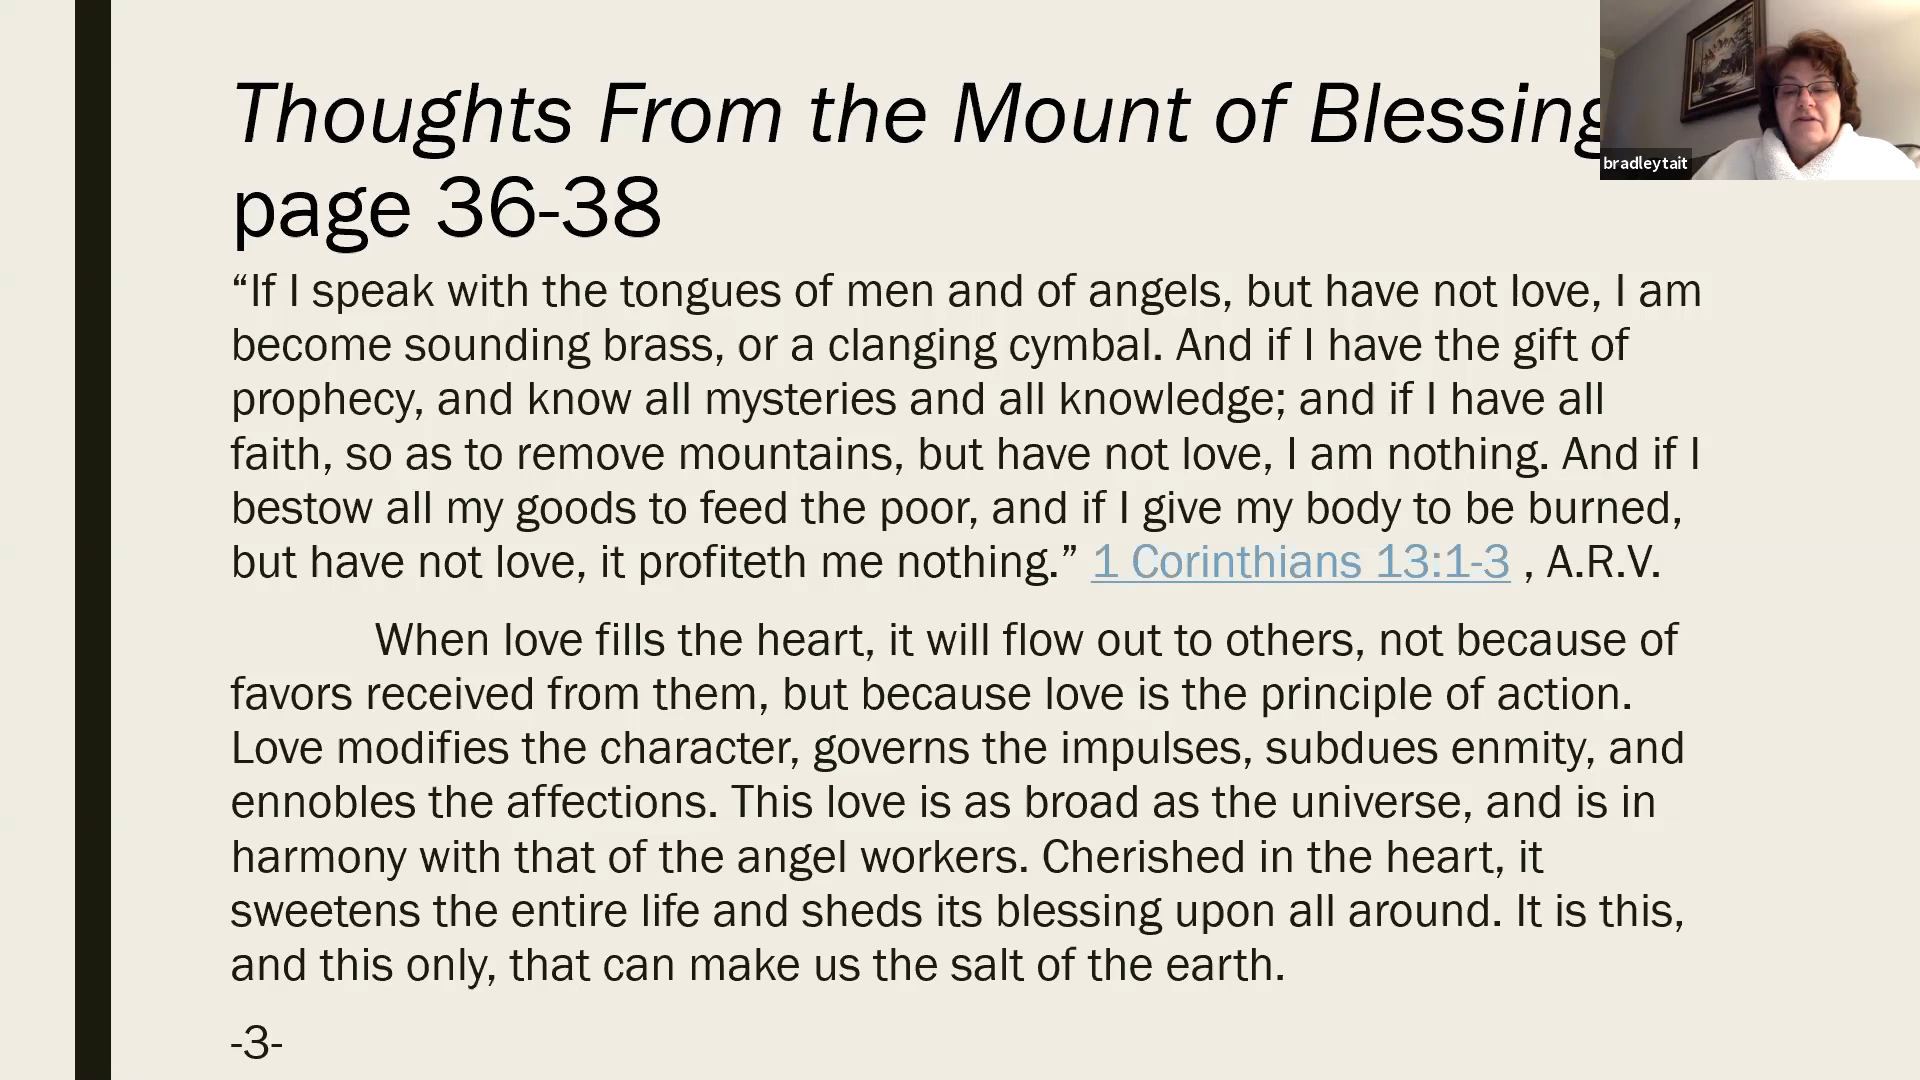 Thoughts From the Mount of Blessing
page 36-38
bradleytait
“If I speak with the tongues of men and of angels, but have not love, I am
become sounding brass, or a clanging cymbal. And if I have the gift of
prophecy, and know all mysteries and all knowledge; and if I have all
faith, so as to remove mountains, but have not love, I am nothing. And if I
bestow all my goods to feed the poor, and if I give my body to be burned,
but have not love, it profiteth me nothing.” 1 Corinthians 13:1-3 , A.R.V.
When love fills the heart, it will flow out to others, not because of
favors received from them, but because love is the principle of action.
Love modifies the character, governs the impulses, subdues enmity, and
ennobles the affections. This love is as broad as the universe, and is in
harmony with that of the angel workers. Cherished in the heart, it
sweetens the entire life and sheds its blessing upon all around. It is this,
and this only, that can make us the salt of the earth.
-3-